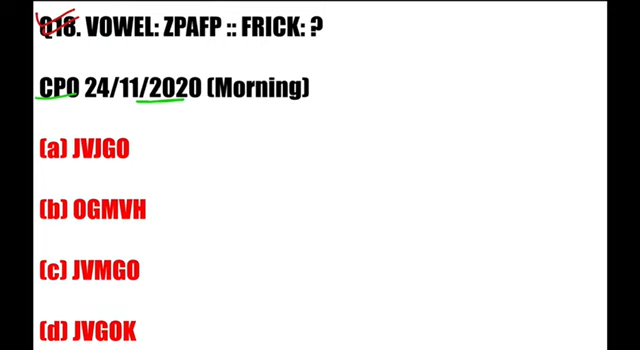 Q18. VOWEL: ZPAFP :: FRICK: ?
CPO 24/11/2020 (Morning)
(a) JVJGO
(b) OGMVH
(c) JVMGO
(d) JVGOK